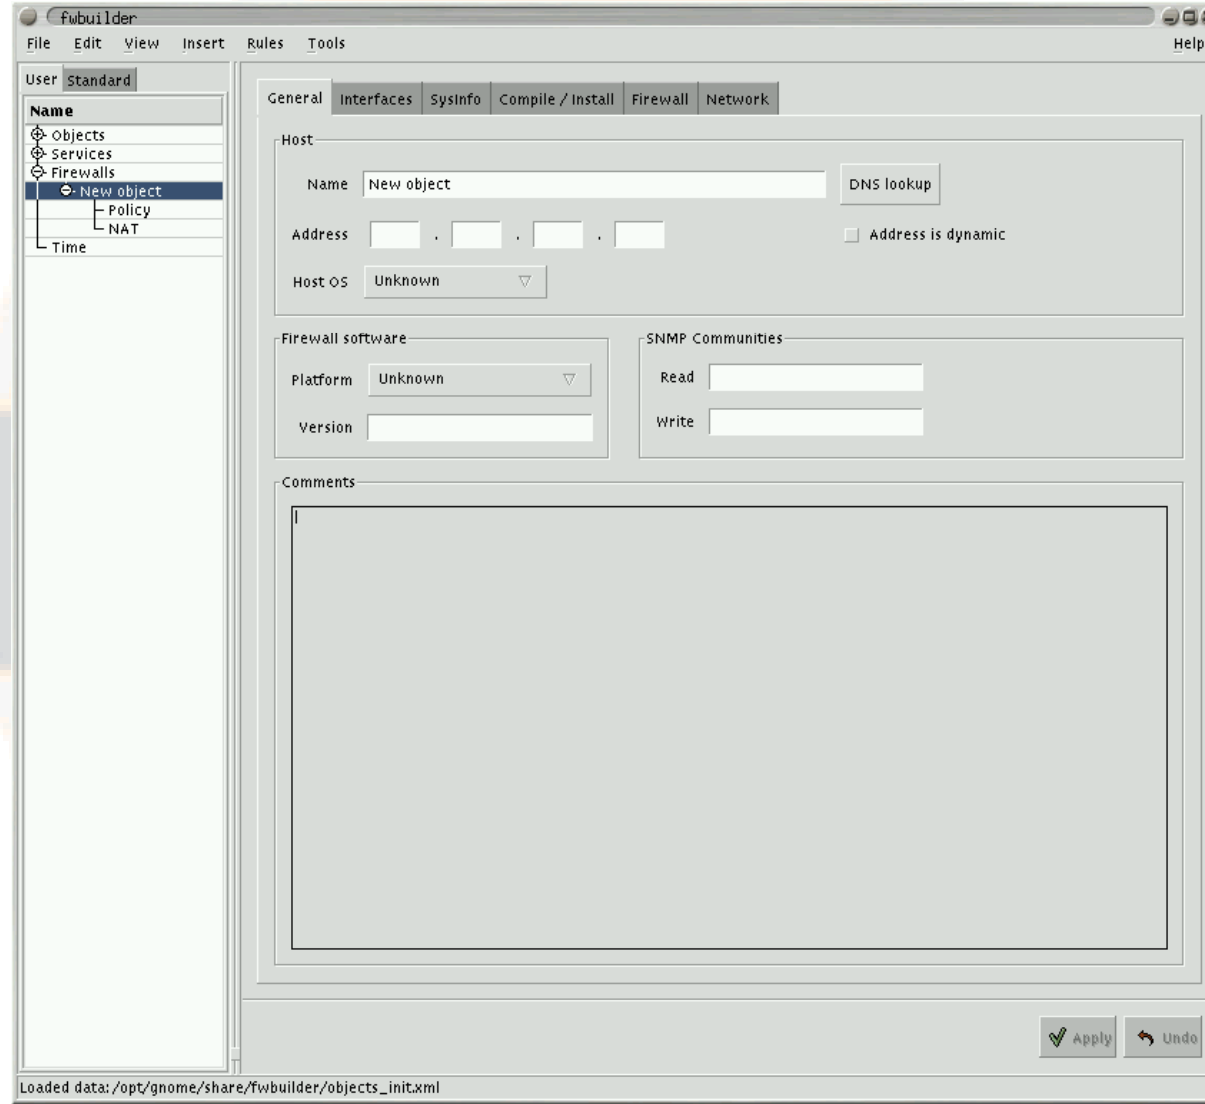 fwbuilder
File Edit View Insert Rules Tools Help
User Standard
Name
Objects
Services
Firewalls
New object
Policy
NAT
Time
General Interfaces SysInfo Compile / Install Firewall Network
Host
Name New object DNS lookup
Address . . . Address is dynamic
Host OS Unknown
Firewall software
Platform Unknown
Version
SNMP Communities
Read
Write
Comments
Apply Undo
Loaded data:/opt/gnome/share/fwbuilder/objects_init.xml